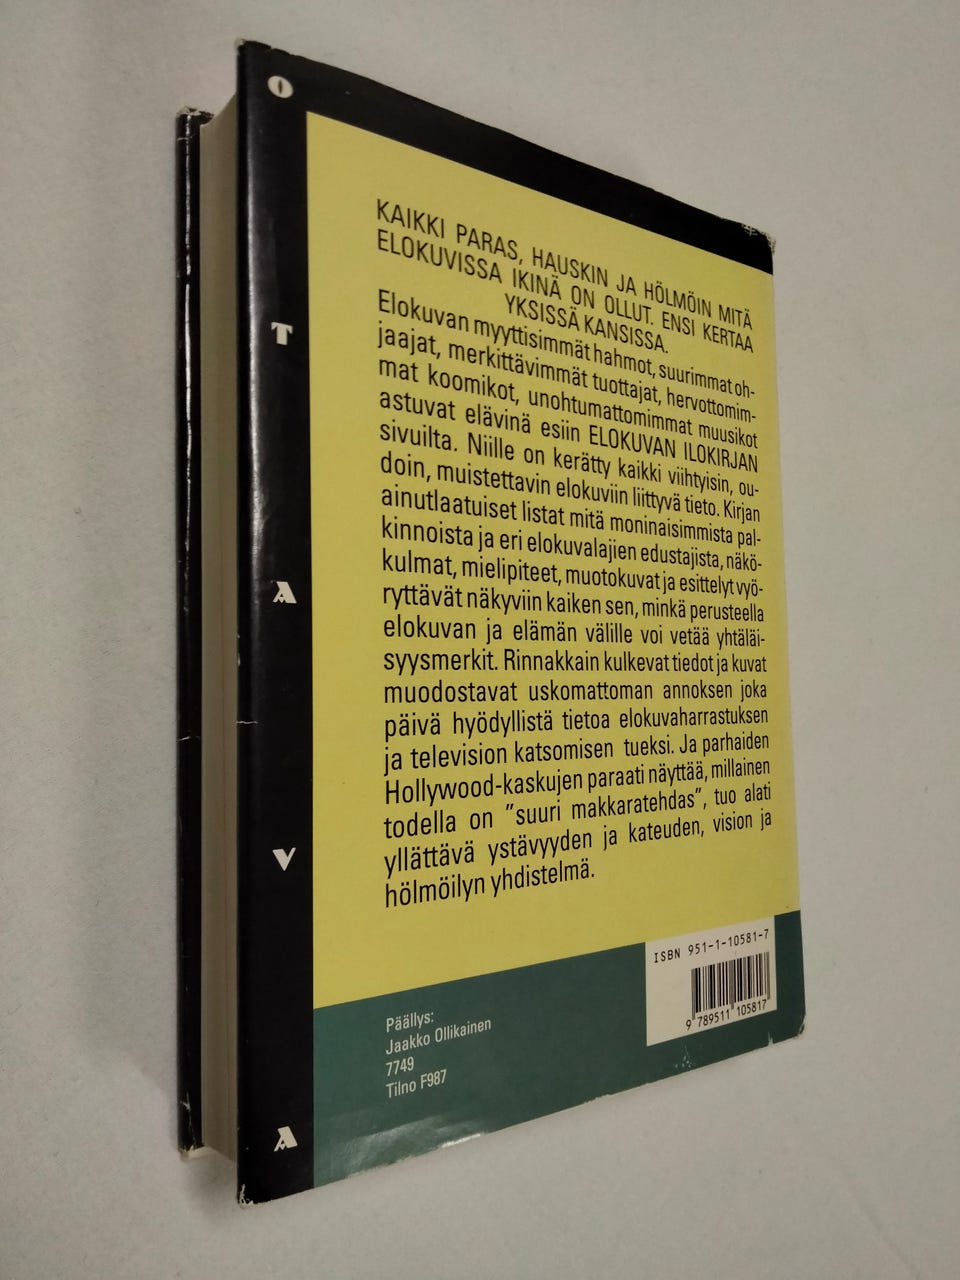 O
T
A
V
A
KAIKKI PARAS, HAUSKIN JA HÖLMÖIN MITÄ
ELOKUVISSA IKINÄ ON OLLUT. ENSI KERTAA
YKSISSÄ KANSISSA.
Elokuvan myyttisimmät hahmot, suurimmat oh-
jaajat, merkittävimmät tuottajat, hervottomim-
mat koomikot, unohtumattomimmat muusikot
astuvat elävinä esiin ELOKUVAN ILOKIRJAN
sivuilta. Niille on kerätty kaikki viihtyisin, ou-
doin, muistettavin elokuviin liittyvä tieto. Kirjan
ainutlaatuiset listat mitä moninaisimmista pal-
kinnoista ja eri elokuvalajien edustajista, näkö-
kulmat, mielipiteet, muotokuvat ja esittelyt vyö-
ryttävät näkyviin kaiken sen, minkä perusteella
elokuvan ja elämän välille voi vetää yhtäläi-
syysmerkit. Rinnakkain kulkevat tiedot ja kuvat
muodostavat uskomattoman annoksen joka
päivä hyödyllistä tietoa elokuvaharrastuksen
ja television katsomisen tueksi. Ja parhaiden
Hollywood-kaskujen paraati näyttää, millainen
todella on "suuri makkaratehdas", tuo alati
yllättävä ystävyyden ja kateuden, vision ja
hölmöilyn yhdistelmä.
ISBN 951-1-10581-7
9 789511 105817
Päällys:
Jaakko Ollikainen
7749
Tilno F987